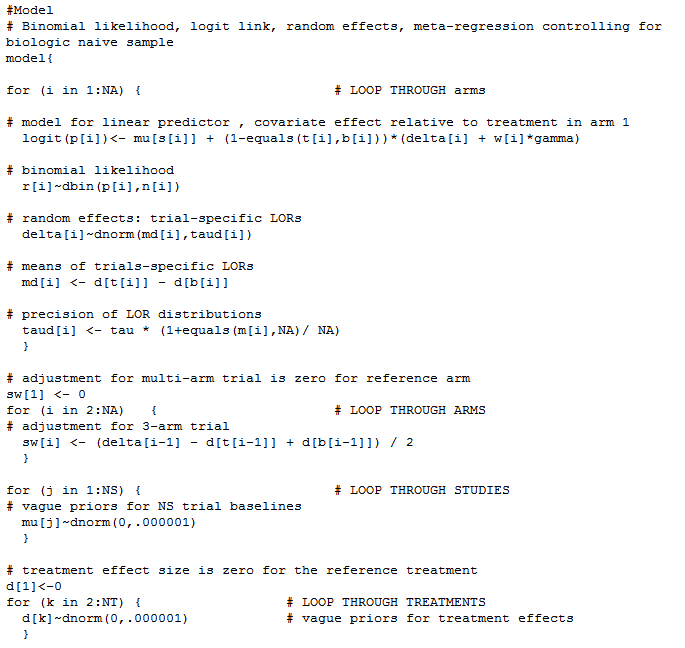 #Model
# Binomial likelihood, logit link, random effects, meta-regression controlling for
biologic naive sample
model{
for (i in 1:NA) { # LOOP THROUGH arms
# model for linear predictor , covariate effect relative to treatment in arm 1
logit(p[i])<- mu[s[i]] + (1-equals(t[i],b[i]))*(delta[i] + w[i]*gamma)
# binomial likelihood
r[i]~dbin(p[i],n[i])
# random effects: trial-specific LORs
delta[i]~dnorm(md[i],taud[i])
# means of trials-specific LORs
md[i] <- d[t[i]] - d[b[i]]
# precision of LOR distributions
taud[i] <- tau * (1+equals(m[i],NA)/ NA)
}
# adjustment for multi-arm trial is zero for reference arm
sw[1] <- 0
for (i in 2:NA) { # LOOP THROUGH ARMS
# adjustment for 3-arm trial
sw[i] <- (delta[i-1] - d[t[i-1]] + d[b[i-1]]) / 2
}
for (j in 1:NS) { # LOOP THROUGH STUDIES
# vague priors for NS trial baselines
mu[j]~dnorm(0,.000001)
}
# treatment effect size is zero for the reference treatment
d[1]<-0
for (k in 2:NT) { # LOOP THROUGH TREATMENTS
d[k]~dnorm(0,.000001) # vague priors for treatment effects
}